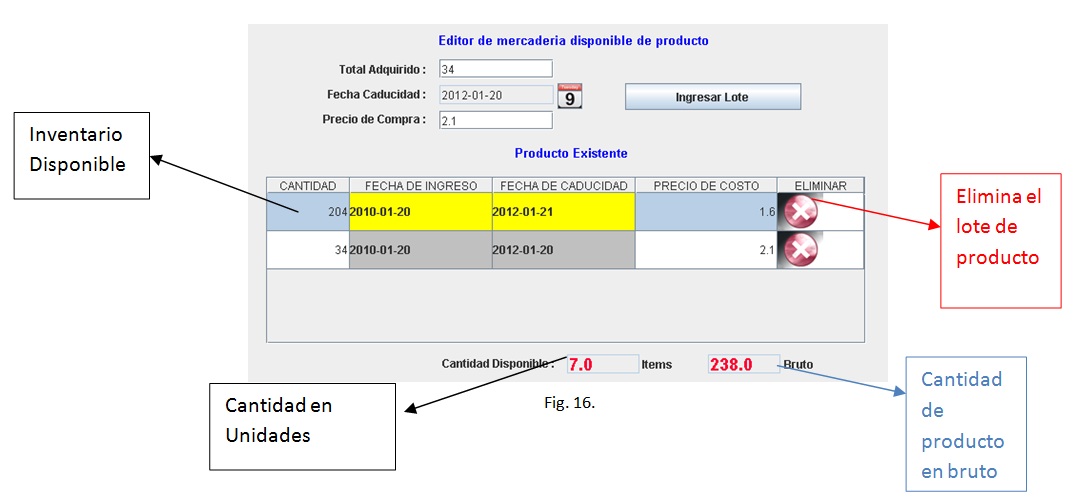 Editor de mercaderia disponible de producto
Total Adquirido : 34
Fecha Caducidad : 2012-01-20
Tuesday
9
Ingresar Lote
Precio de Compra : 2.1
Inventario
Disponible
Producto Existente
CANTIDAD FECHA DE INGRESO FECHA DE CADUCIDAD PRECIO DE COSTO ELIMINAR
204 2010-01-20 2012-01-21 1.6
34 2010-01-20 2012-01-20 2.1
Elimina el
lote de
producto
Cantidad Disponible : 7.0 Items 238.0 Bruto
Cantidad en
Unidades
Fig. 16.
Cantidad
de
producto
en bruto